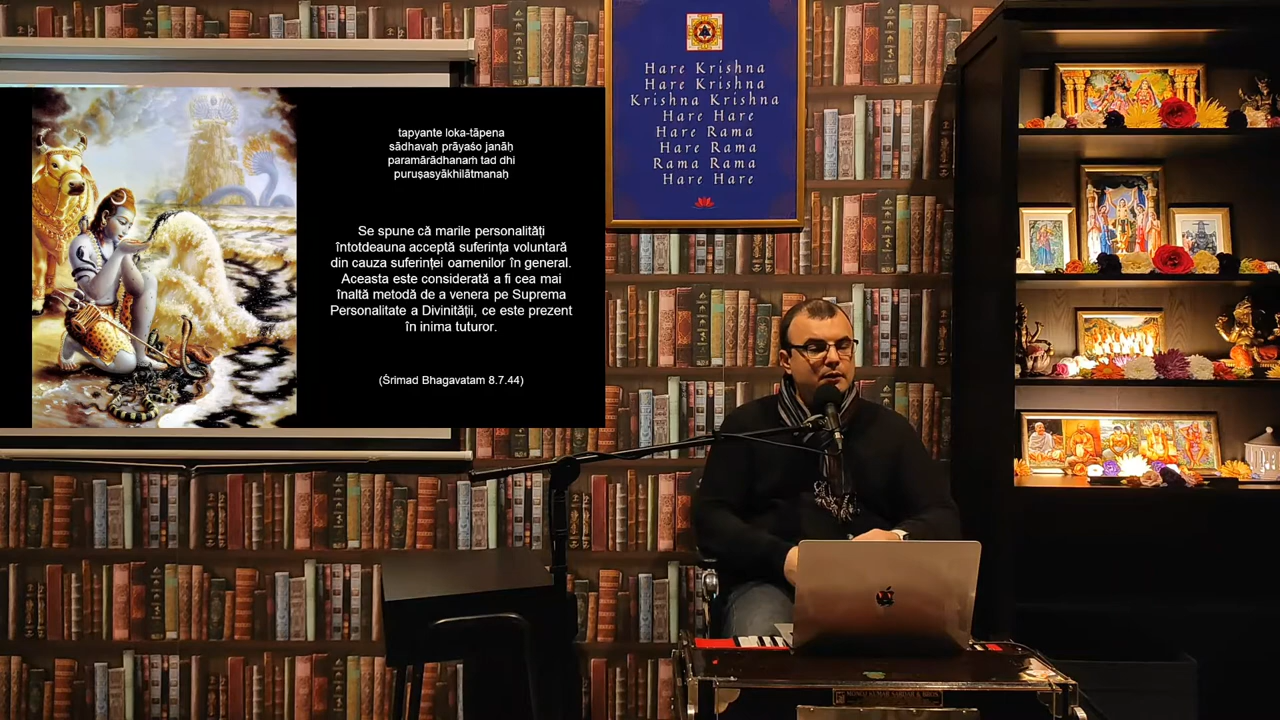 tapyante loka-tāpena
sādhavaḥ prāyaśo janāḥ
paramārādhanaṁ tad dhi
puruṣasyākhilātmanaḥ
Se spune că marile personalități
întotdeauna acceptă suferința voluntară
din cauza suferinței oamenilor în general.
Aceasta este considerată a fi cea mai
înaltă metodă de a venera pe Suprema
Personalitate a Divinității, ce este prezent
în inima tuturor.
(Śrimad Bhagavatam 8.7.44)
Hare Krishna
Hare Krishna
Krishna Krishna
Hare Hare
Hare Rama
Hare Rama
Rama Rama
Hare Hare